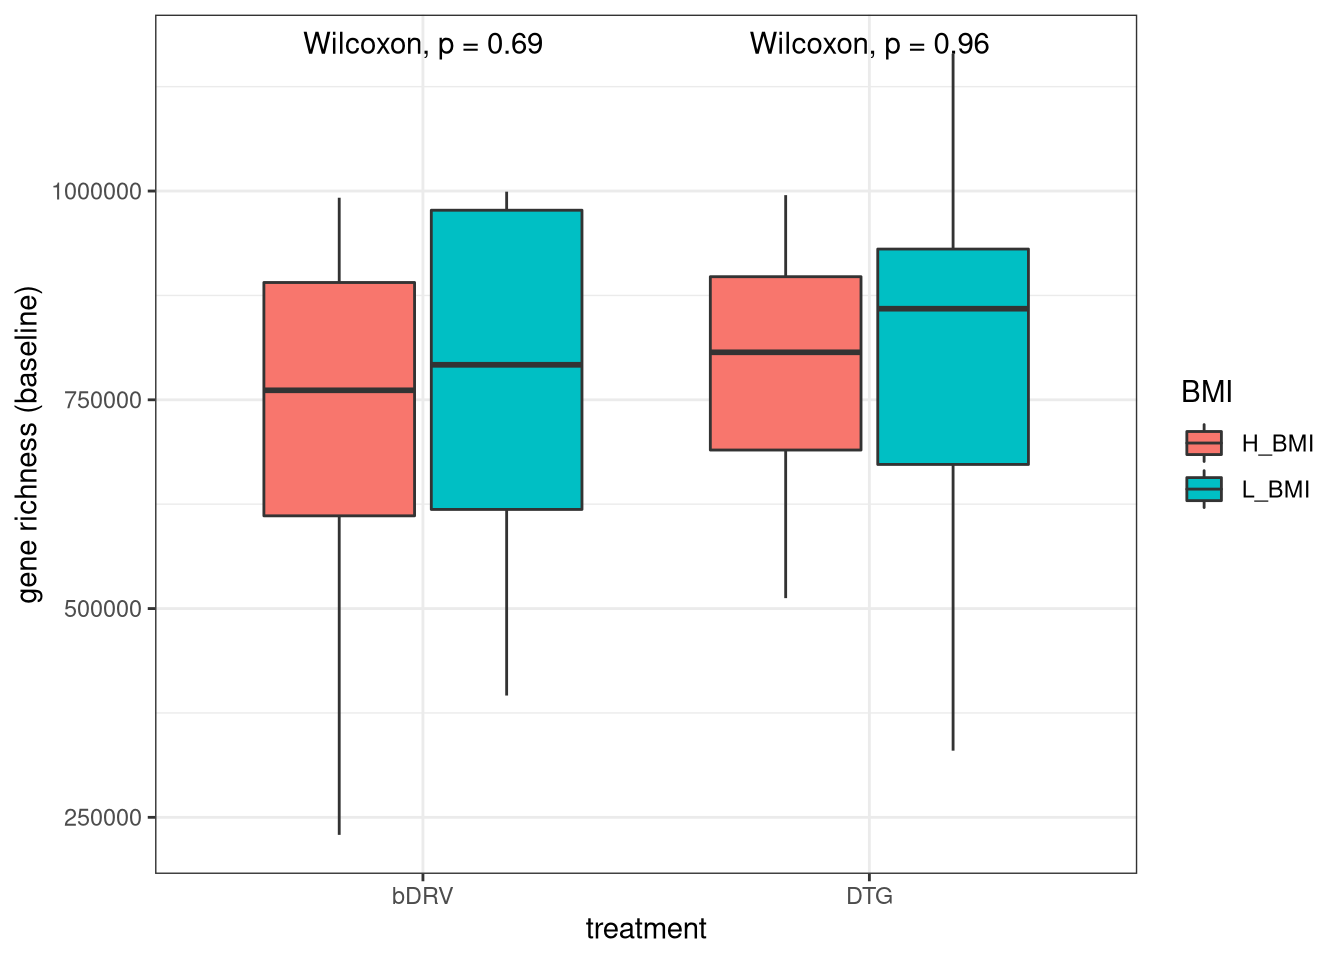 Wilcoxon, p = 0.69
Wilcoxon, p = 0.96
1000000
750000
500000
250000
gene richness (baseline)
bDRV
DTG
treatment
BMI
H_BMI
L_BMI